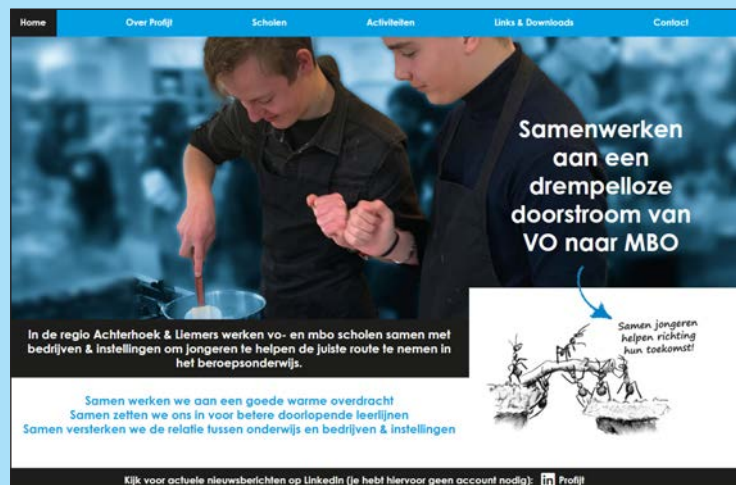 Home Over Profijt Scholen Activiteiten Links & Downloads Contact
Samenwerken
aan een
drempelloze
doorstroom van
VO naar MBO
Samen jongeren
helpen richting
hun toekomst!
In de regio Achterhoek & Liemers werken vo- en mbo scholen samen met
bedrijven & instellingen om jongeren te helpen de juiste route te nemen in
het beroepsonderwijs.
Samen werken we aan een goede warme overdracht
Samen zetten we ons in voor betere doorlopende leerlijnen
Samen versterken we de relatie tussen onderwijs en bedrijven & instellingen
Kijk voor actuele nieuwsberichten op LinkedIn (je hebt hiervoor geen account nodig): in Profijt